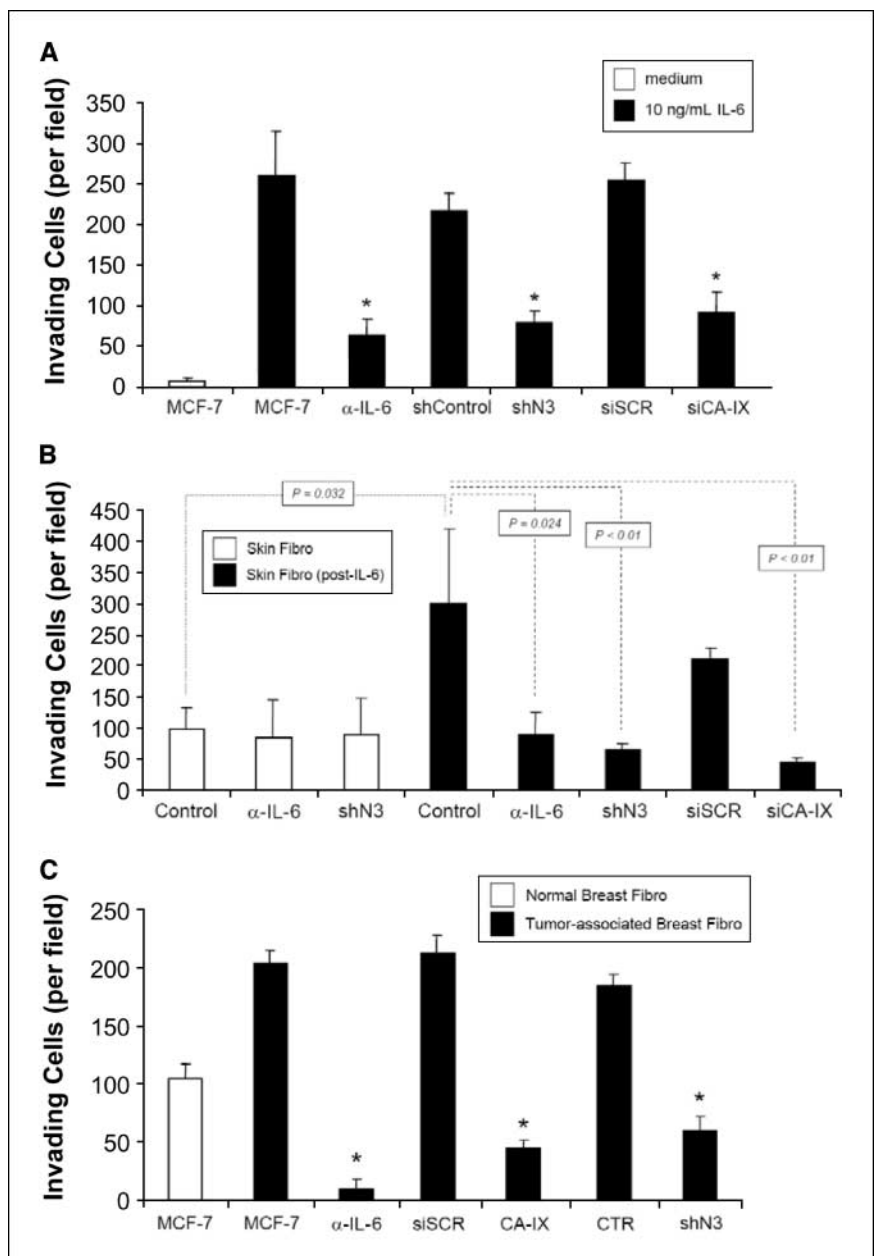 A
medium
10 ng/mL IL-6
Invading Cells (per field)
350
300
250
200
150
100
50
0
* * *
MCF-7 MCF-7 α-IL-6 shControl shN3 siSCR siCA-IX
B
P = 0.032
P = 0.024
P < 0.01
P < 0.01
Skin Fibro
Skin Fibro (post-IL-6)
Invading Cells (per field)
450
400
350
300
250
200
150
100
50
0
Control α-IL-6 shN3 Control α-IL-6 shN3 siSCR siCA-IX
C
Normal Breast Fibro
Tumor-associated Breast Fibro
Invading Cells (per field)
250
200
150
100
50
0
* * *
MCF-7 MCF-7 α-IL-6 siSCR CA-IX CTR shN3